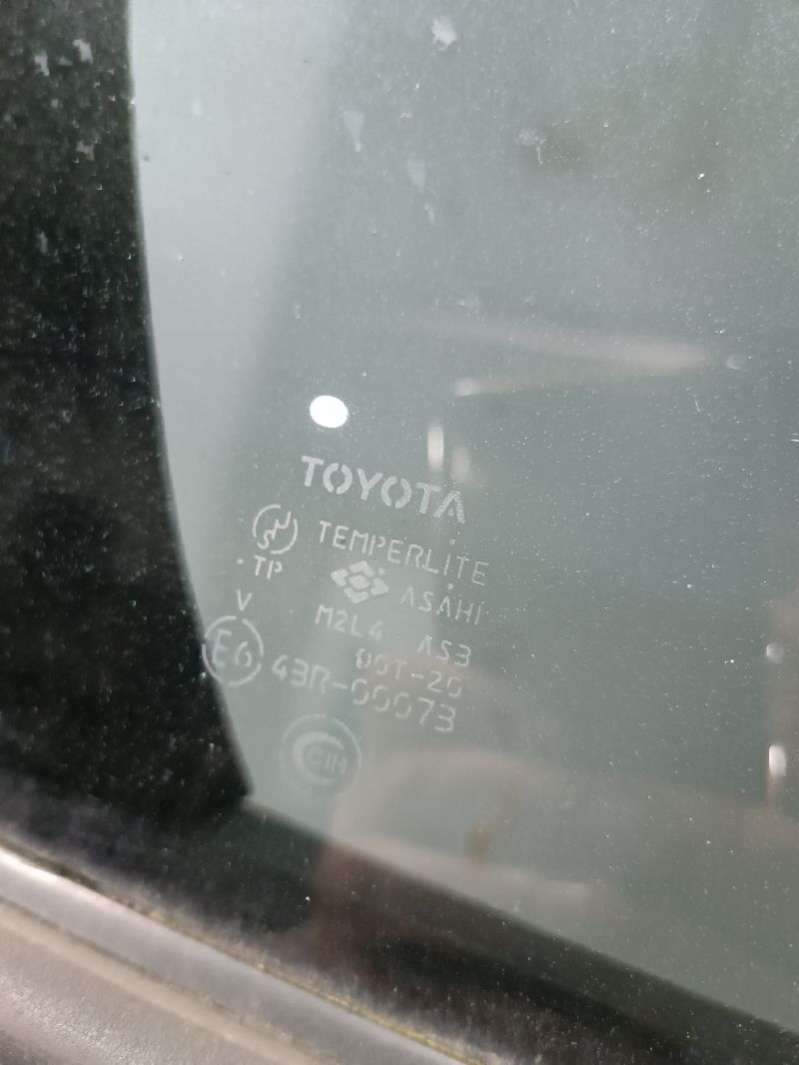 TOYOTA
TEMPERLITE
TP
ASAHI
M2L4 AS3
V
DOT-20
E6 43R-00073